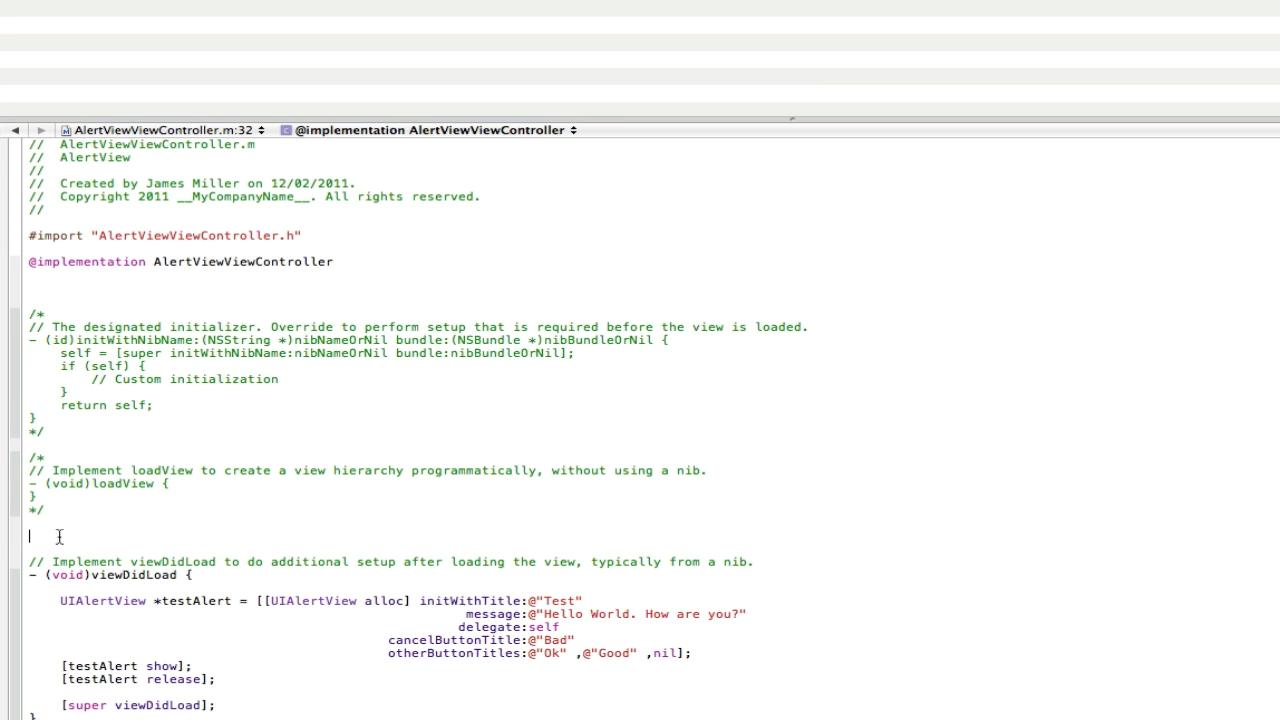 AlertViewViewController.m:32 @implementation AlertViewViewController
//  AlertViewViewController.m
//  AlertView
//
//  Created by James Miller on 12/02/2011.
//  Copyright 2011 __MyCompanyName__. All rights reserved.
//
#import "AlertViewViewController.h"
@implementation AlertViewViewController
/*
// The designated initializer. Override to perform setup that is required before the view is loaded.
- (id)initWithNibName:(NSString *)nibNameOrNil bundle:(NSBundle *)nibBundleOrNil {
    self = [super initWithNibName:nibNameOrNil bundle:nibBundleOrNil];
    if (self) {
        // Custom initialization
    }
    return self;
}
*/
/*
// Implement loadView to create a view hierarchy programmatically, without using a nib.
- (void)loadView {
}
*/
// Implement viewDidLoad to do additional setup after loading the view, typically from a nib.
- (void)viewDidLoad {
    UIAlertView *testAlert = [[UIAlertView alloc] initWithTitle:@"Test"
                                                        message:@"Hello World. How are you?"
                                                       delegate:self
                                              cancelButtonTitle:@"Bad"
                                              otherButtonTitles:@"Ok" ,@"Good" ,nil];
    [testAlert show];
    [testAlert release];
    [super viewDidLoad];
}